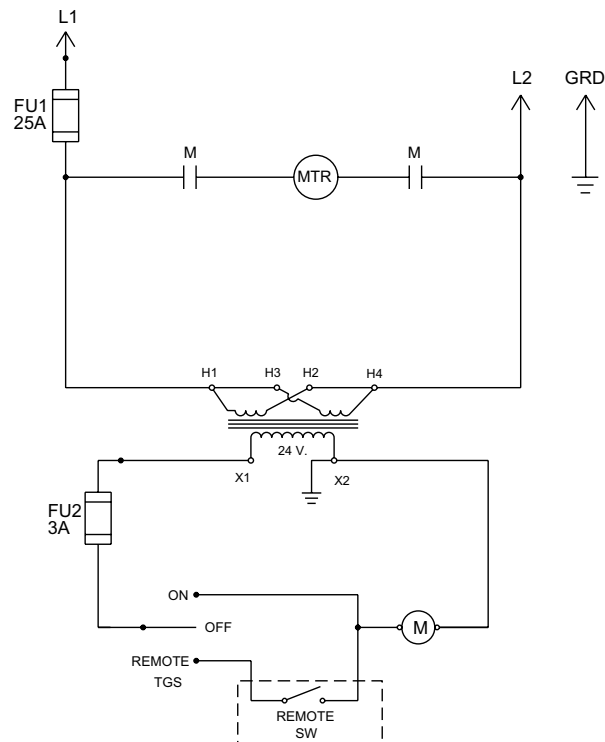 L1
L2
GRD
FU1
25A
M
MTR
M
H1
H3
H2
H4
24 V.
X1
X2
FU2
3A
ON
OFF
M
REMOTE
TGS
REMOTE
SW